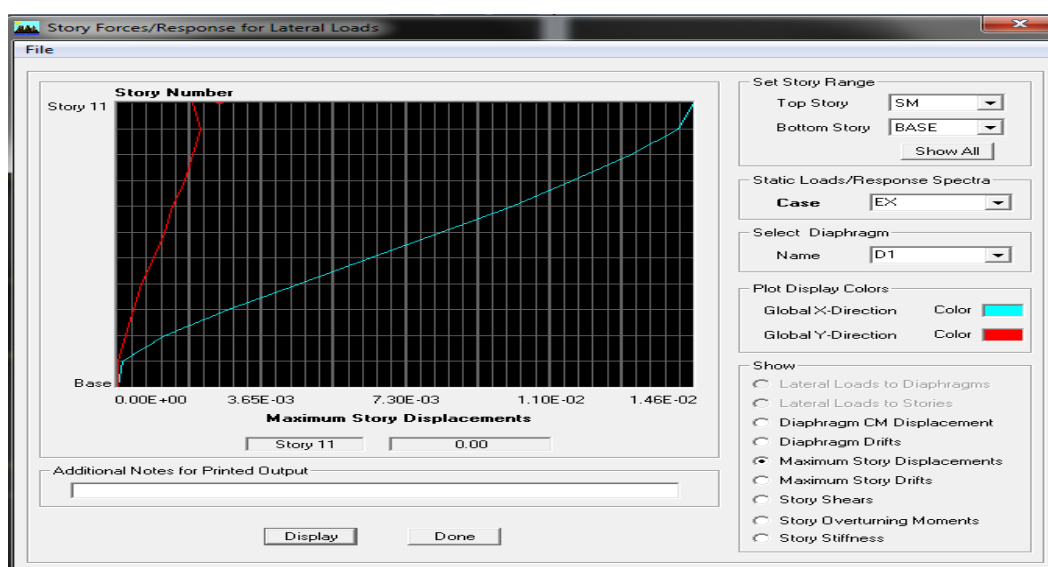 Story Forces/Response for Lateral Loads
File
Story Number
Story 11
Base
0.00E+00 3.65E-03 7.30E-03 1.10E-02 1.46E-02
Maximum Story Displacements
Story 11 0.00
Additional Notes for Printed Output
Display Done
Set Story Range
Top Story SM
Bottom Story BASE
Show All
Static Loads/Response Spectra
Case EX
Select Diaphragm
Name D1
Plot Display Colors
Global X-Direction Color
Global Y-Direction Color
Show
Lateral Loads to Diaphragms
Lateral Loads to Stories
Diaphragm CM Displacement
Diaphragm Drifts
Maximum Story Displacements
Maximum Story Drifts
Story Shears
Story Overturning Moments
Story Stiffness